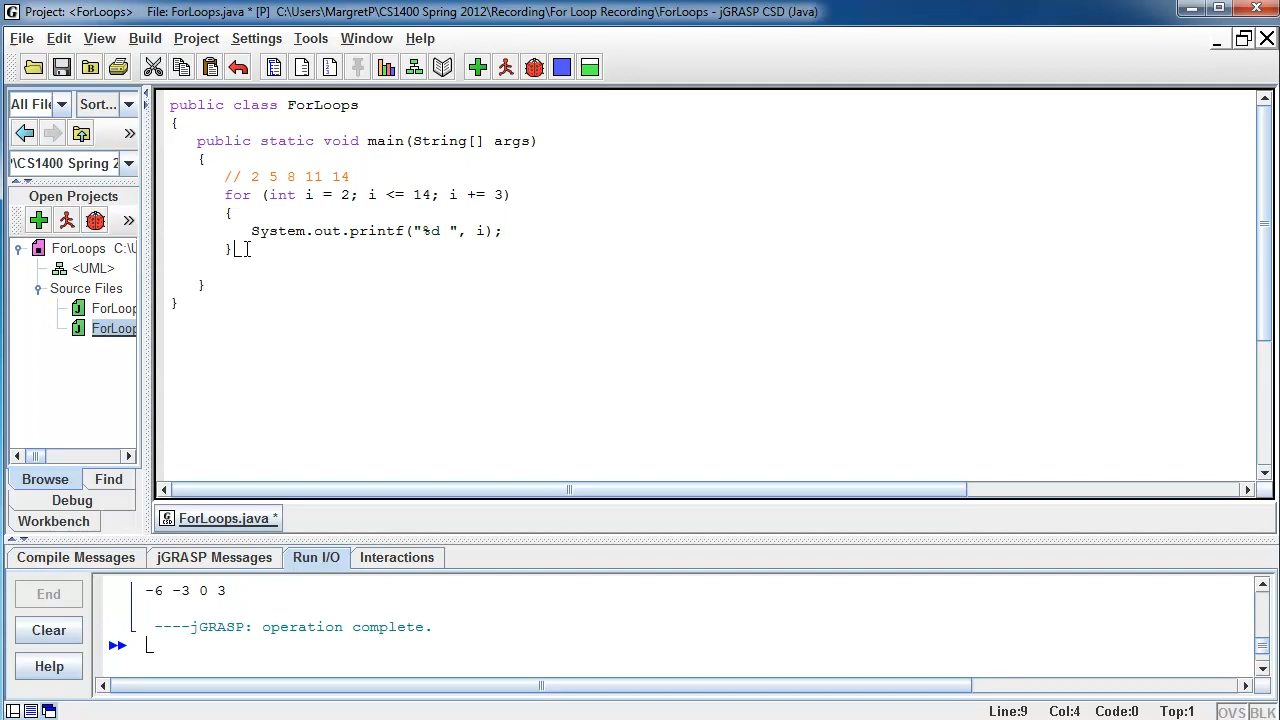 Project: <ForLoops> File: ForLoops.java * [P] C:\Users\MargretP\CS1400 Spring 2012\Recording\For Loop Recording\ForLoops - jGRASP CSD (Java)
File Edit View Build Project Settings Tools Window Help
All File Sort...
'\CS1400 Spring 2
Open Projects
ForLoops C:\U
<UML>
Source Files
ForLoop
ForLoop
Browse Find
Debug
Workbench
public class ForLoops
{
public static void main(String[] args)
{
// 2 5 8 11 14
for (int i = 2; i <= 14; i += 3)
{
System.out.printf("%d ", i);
}
}
}
ForLoops.java *
Compile Messages jGRASP Messages Run I/O Interactions
End
Clear
Help
-6 -3 0 3
----jGRASP: operation complete.
Line:9 Col:4 Code:0 Top:1 OVS BLK